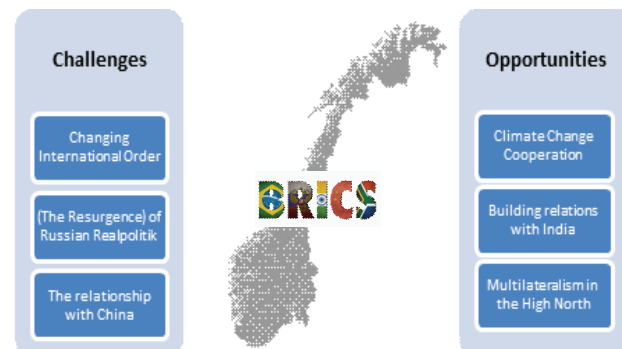 Challenges
Changing
International Order
(The Resurgence) of
Russian Realpolitik
The relationship
with China
BRICS
Opportunities
Climate Change
Cooperation
Building relations
with India
Multilateralism in
the High North